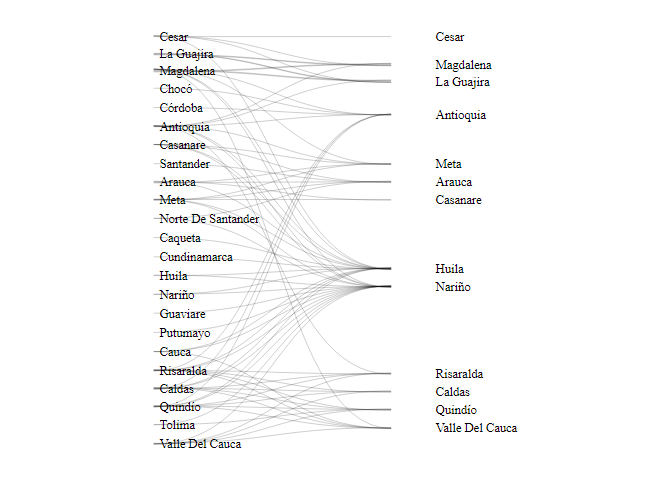 Cesar
La Guajira
Magdalena
Chocó
Córdoba
Antioquia
Casanare
Santander
Arauca
Meta
Norte De Santander
Caqueta
Cundinamarca
Huila
Nariño
Guaviare
Putumayo
Cauca
Risaralda
Caldas
Quindío
Tolima
Valle Del Cauca
Cesar
Magdalena
La Guajira
Antioquia
Meta
Arauca
Casanare
Huila
Nariño
Risaralda
Caldas
Quindío
Valle Del Cauca